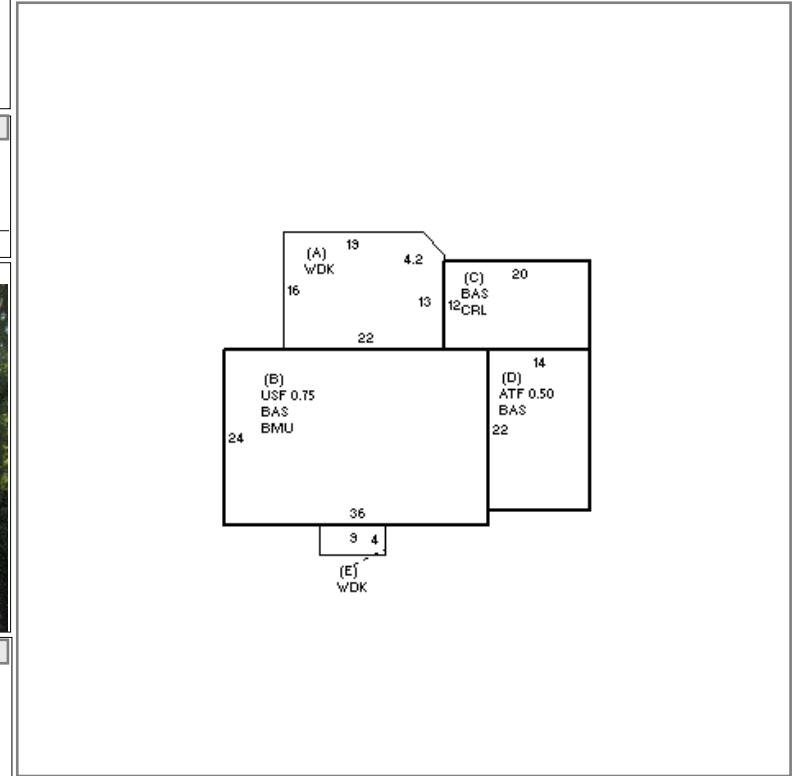 19
(A)
WDK
4.2
16
13
22
(C)
BAS
CRL
20
12
(B)
USF 0.75
BAS
BMU
24
36
14
(D)
ATF 0.50
BAS
22
9
4
(E)
WDK